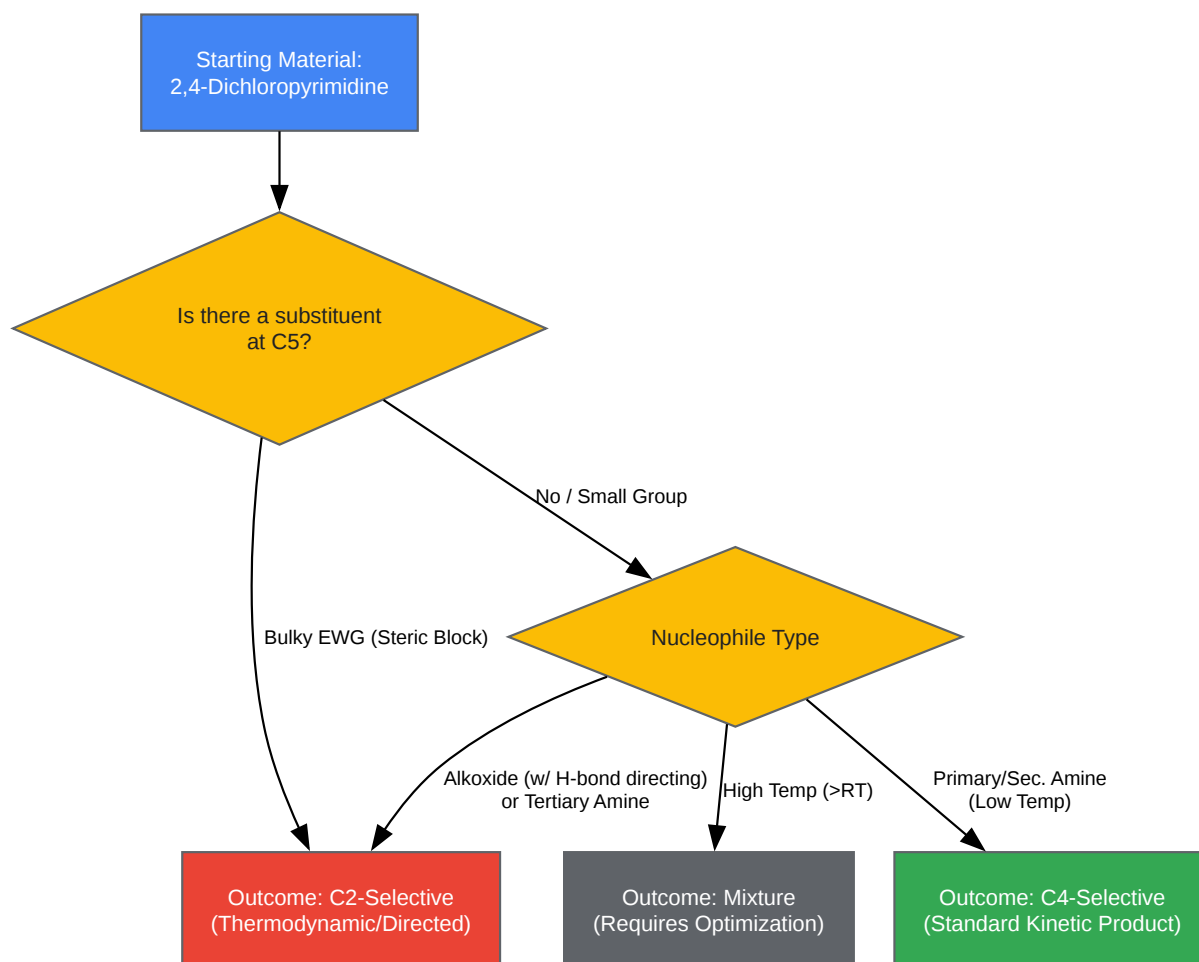 Starting Material:
2,4-Dichloropyrimidine
Is there a substituent
at C5?
No / Small Group
Bulky EWG (Steric Block)
Nucleophile Type
Alkoxide (w/ H-bond directing)
or Tertiary Amine
High Temp (>RT)
Primary/Sec. Amine
(Low Temp)
Outcome: C2-Selective
(Thermodynamic/Directed)
Outcome: Mixture
(Requires Optimization)
Outcome: C4-Selective
(Standard Kinetic Product)